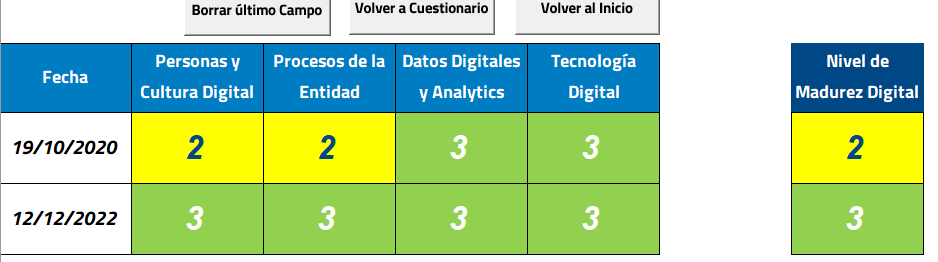 Borrar último Campo
Volver a Cuestionario
Volver al Inicio
Fecha
Personas y
Cultura Digital
Procesos de la
Entidad
Datos Digitales
y Analytics
Tecnología
Digital
Nivel de
Madurez Digital
19/10/2020 2 2 3 3 2
12/12/2022 3 3 3 3 3